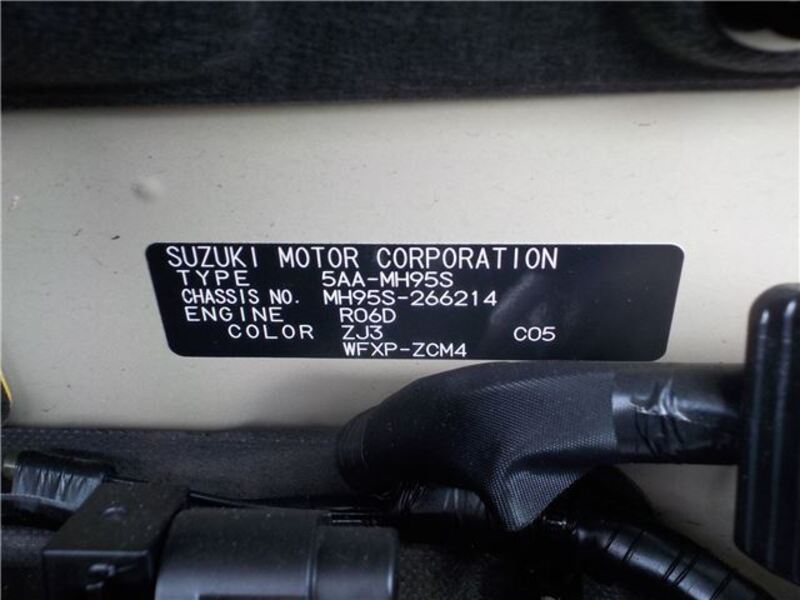 SUZUKI MOTOR CORPORATION
TYPE 5AA-MH95S
CHASSIS NO. MH95S-266214
ENGINE R06D
COLOR ZJ3 C05
WFXP-ZCM4